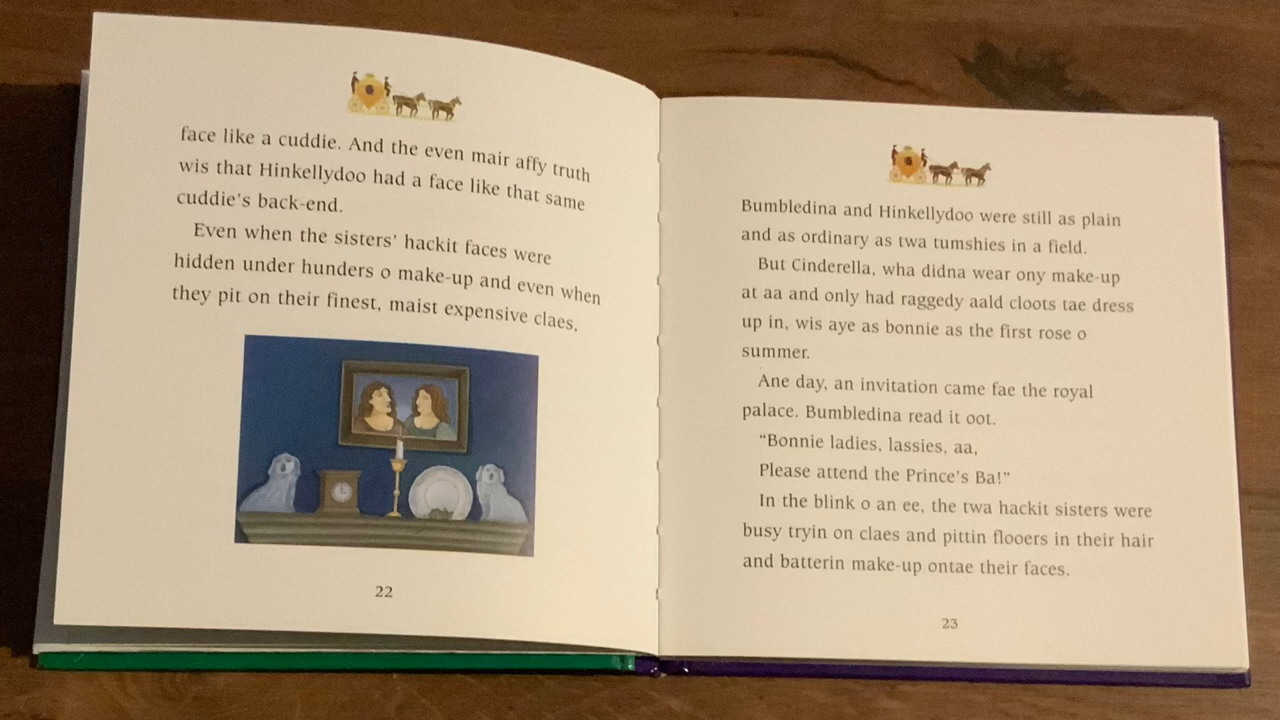 face like a cuddie. And the even mair affy truth
wis that Hinkellydoo had a face like that same
cuddie's back-end.
Even when the sisters' hackit faces were
hidden under hunders o make-up and even when
they pit on their finest, maist expensive claes,
22
Bumbledina and Hinkellydoo were still as plain
and as ordinary as twa tumshies in a field.
But Cinderella, wha didna wear ony make-up
at aa and only had raggedy aald cloots tae dress
up in, wis aye as bonnie as the first rose o
summer.
Ane day, an invitation came fae the royal
palace. Bumbledina read it oot.
“Bonnie ladies, lassies, aa,
Please attend the Prince's Ba!”
In the blink o an ee, the twa hackit sisters were
busy tryin on claes and pittin flooers in their hair
and batterin make-up ontae their faces.
23